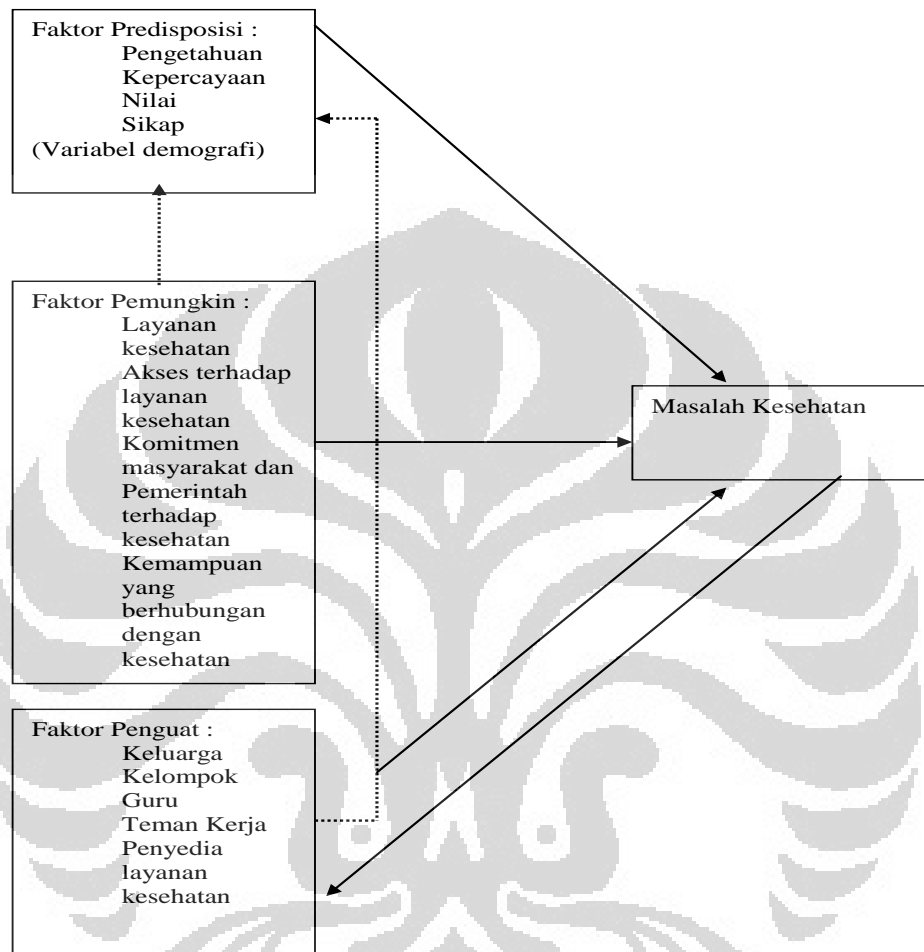 Faktor Predisposisi :
Pengetahuan
Kepercayaan
Nilai
Sikap
(Variabel demografi)
Faktor Pemungkin :
Layanan
kesehatan
Akses terhadap
layanan
kesehatan
Komitmen
masyarakat dan
Pemerintah
terhadap
kesehatan
Kemampuan
yang
berhubungan
dengan
kesehatan
Masalah Kesehatan
Faktor Penguat :
Keluarga
Kelompok
Guru
Teman Kerja
Penyedia
layanan
kesehatan